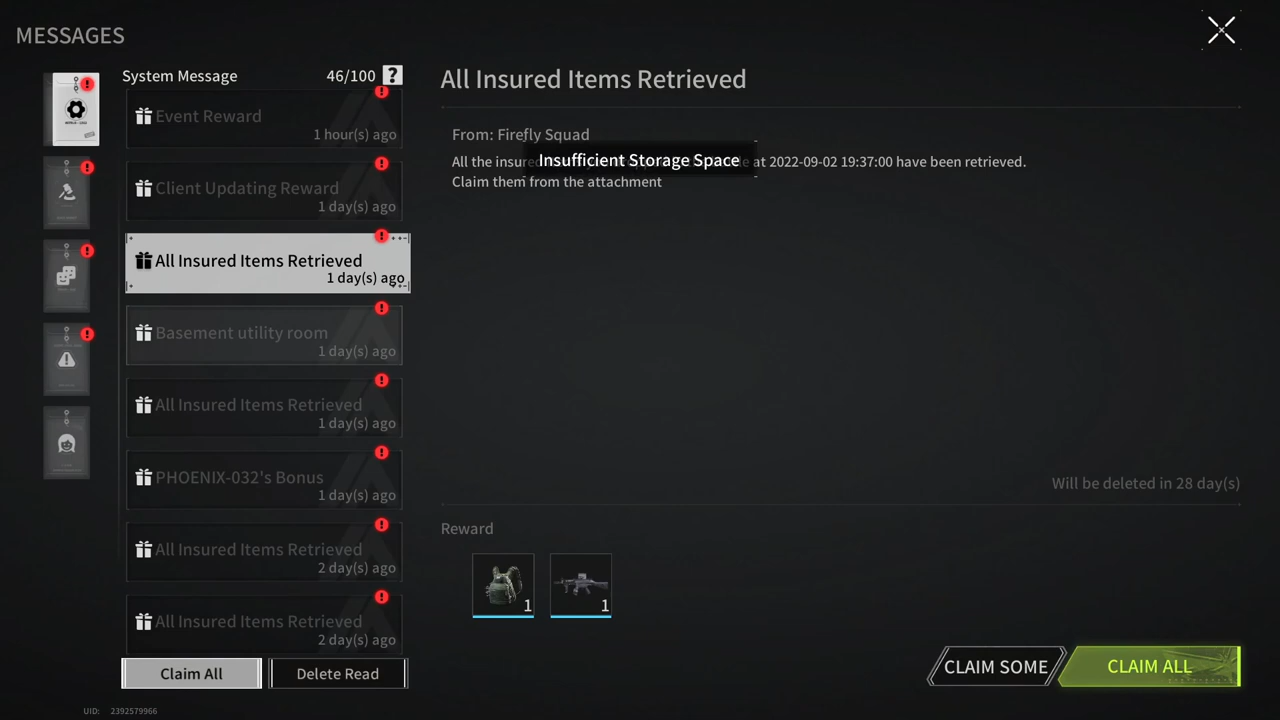 MESSAGES
System Message 46/100 ?
Event Reward
1 hour(s) ago
Client Updating Reward
1 day(s) ago
All Insured Items Retrieved
1 day(s) ago
Basement utility room
1 day(s) ago
All Insured Items Retrieved
1 day(s) ago
PHOENIX-032's Bonus
1 day(s) ago
All Insured Items Retrieved
2 day(s) ago
All Insured Items Retrieved
2 day(s) ago
Claim All Delete Read
UID: 2392579966
All Insured Items Retrieved
From: Firefly Squad
Insufficient Storage Space
All the at 2022-09-02 19:37:00 have been retrieved.
Claim them from the attachment
Will be deleted in 28 day(s)
Reward
1 1
CLAIM SOME CLAIM ALL